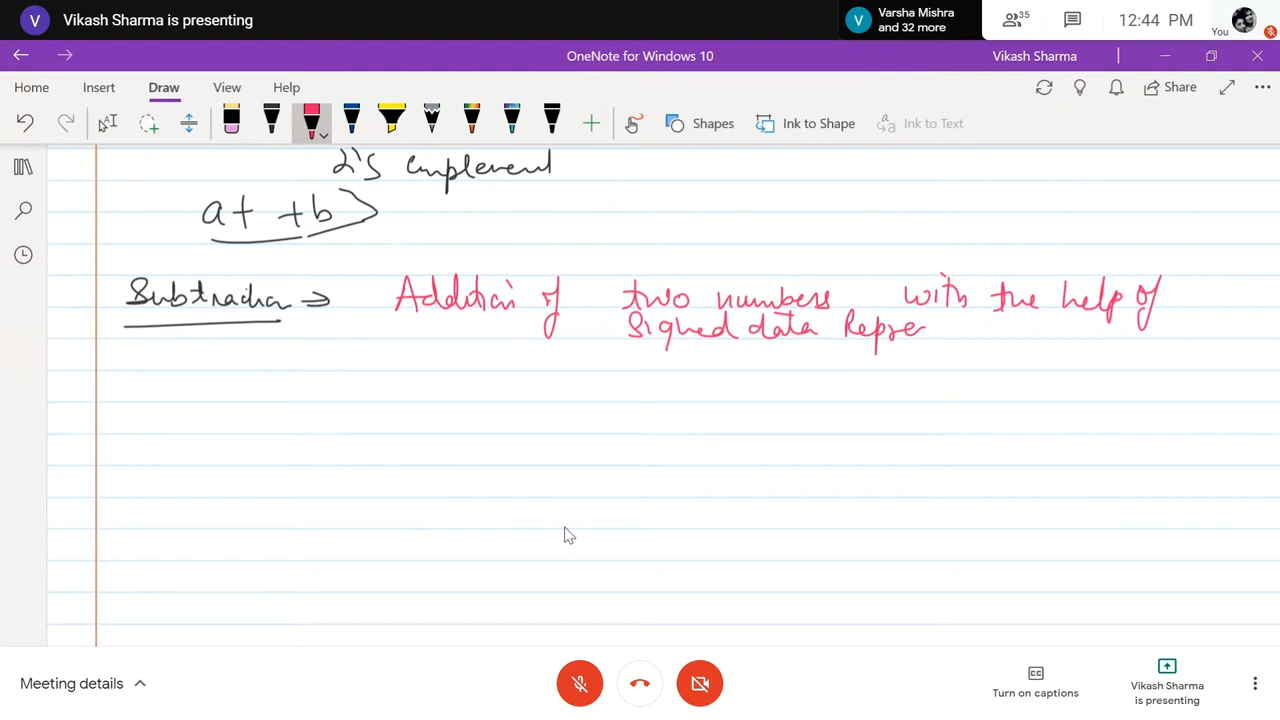 V Vikash Sharma is presenting
V Varsha Mishra
and 32 more
35
12:44 PM
You
OneNote for Windows 10
Vikash Sharma
Home Insert Draw View Help
Share
Shapes
Ink to Shape
Ink to Text
2's
a+ +b
Subtraction ⇒ Addition of two numbers with the help of
Signed data Repre
Meeting details
Turn on captions
Vikash Sharma
is presenting